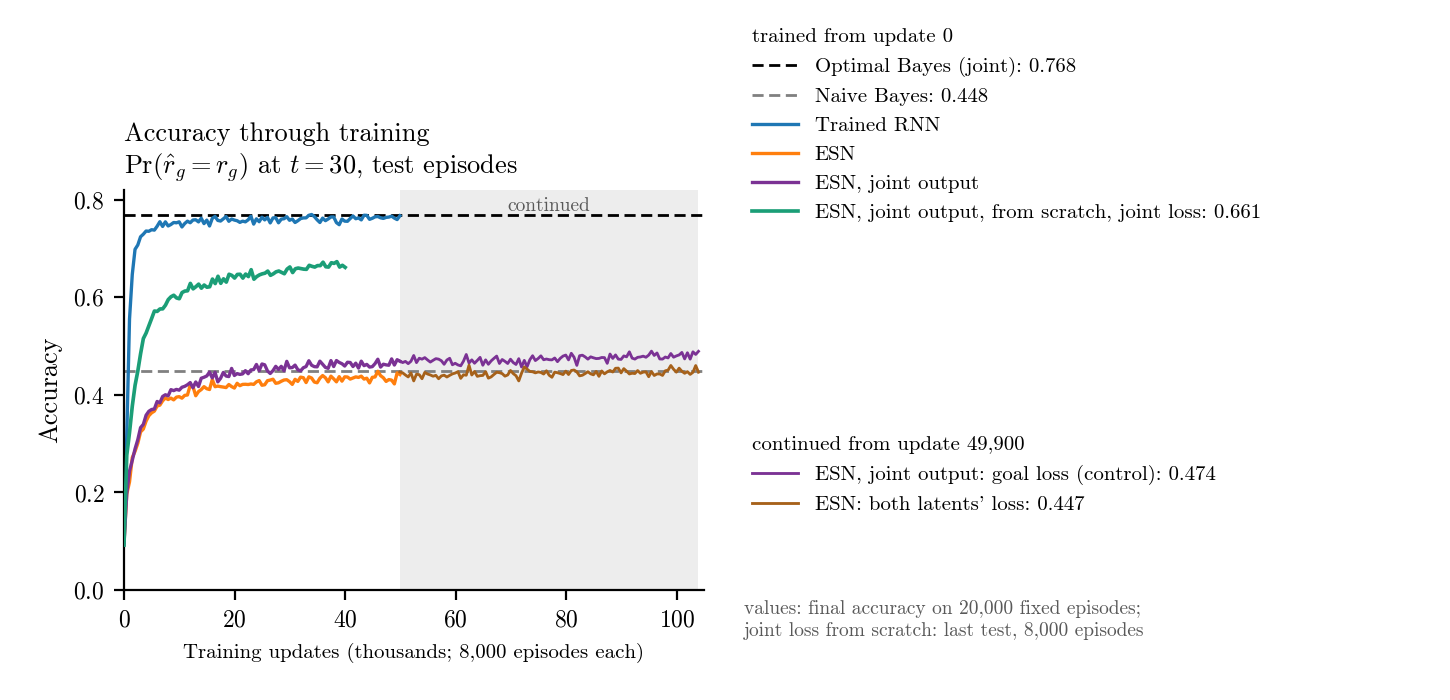 Accuracy through training
Pr(r̂_g = r_g) at t = 30, test episodes
continued
0.8
0.6
0.4
0.2
0.0
Accuracy
0 20 40 60 80 100
Training updates (thousands; 8,000 episodes each)
trained from update 0
Optimal Bayes (joint): 0.768
Naive Bayes: 0.448
Trained RNN
ESN
ESN, joint output
ESN, joint output, from scratch, joint loss: 0.661
continued from update 49,900
ESN, joint output: goal loss (control): 0.474
ESN: both latents’ loss: 0.447
values: final accuracy on 20,000 fixed episodes;
joint loss from scratch: last test, 8,000 episodes